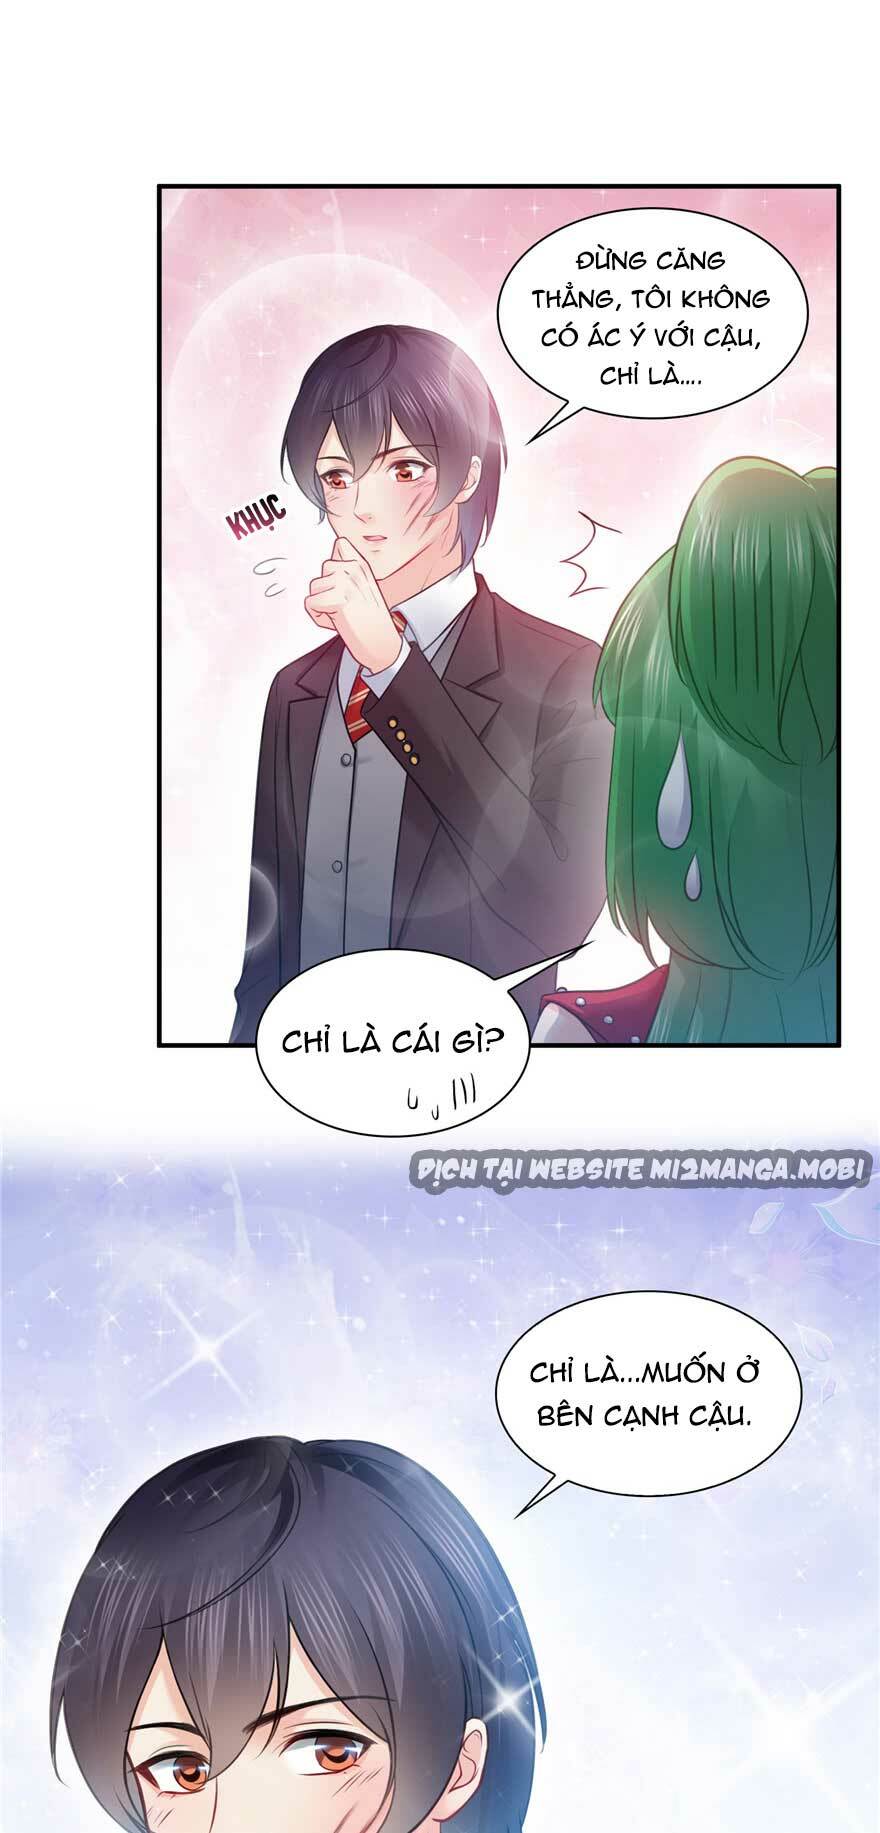 ĐỪNG CĂNG
THẲNG, TÔI KHÔNG
CÓ ÁC Ý VỚI CẬU,
CHỈ LÀ....
KHỤC
CHỈ LÀ CÁI GÌ?
DỊCH TẠI WEBSITE MI2MANGA.MOBI
CHỈ LÀ...MUỐN Ở
BÊN CẠNH CẬU.